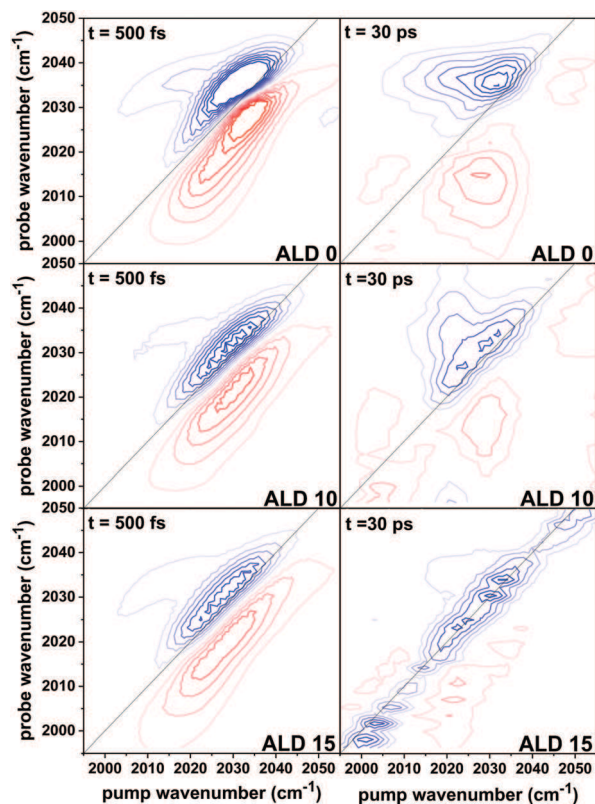 2050
t = 500 fs
t = 30 ps
2040
2030
2020
2010
2000
ALD 0
ALD 0
probe wavenumber (cm-1)
2050
t = 500 fs
t =30 ps
2040
2030
2020
2010
2000
ALD 10
ALD 10
probe wavenumber (cm-1)
2050
t = 500 fs
t =30 ps
2040
2030
2020
2010
2000
ALD 15
ALD 15
probe wavenumber (cm-1)
2000 2010 2020 2030 2040 2050 2000 2010 2020 2030 2040 2050
pump wavenumber (cm-1) pump wavenumber (cm-1)